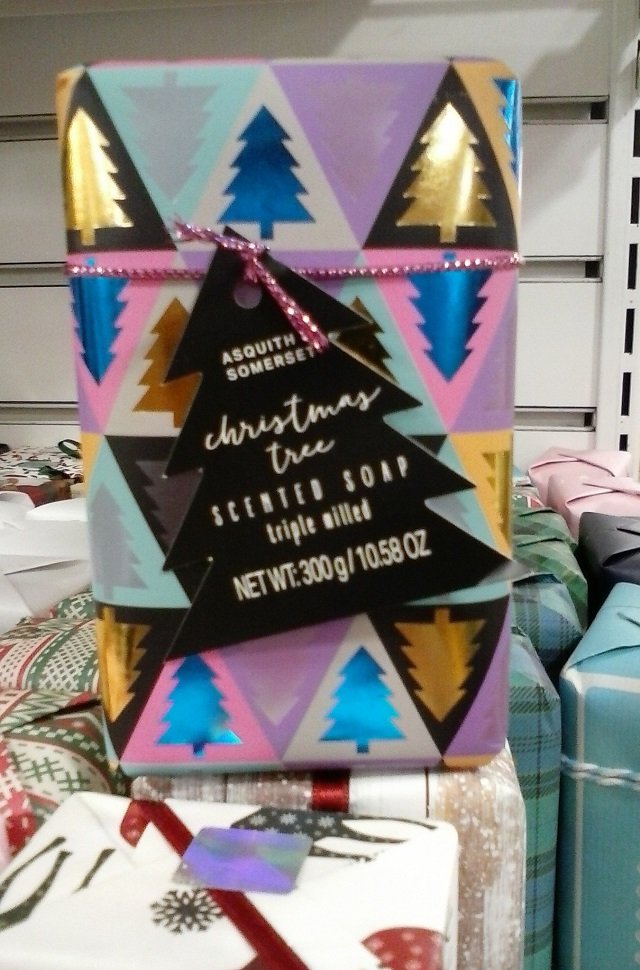 ASQUITH
SOMERSET
christmas
tree
SCENTED SOAP
triple milled
NET WT: 300g/10.58 OZ